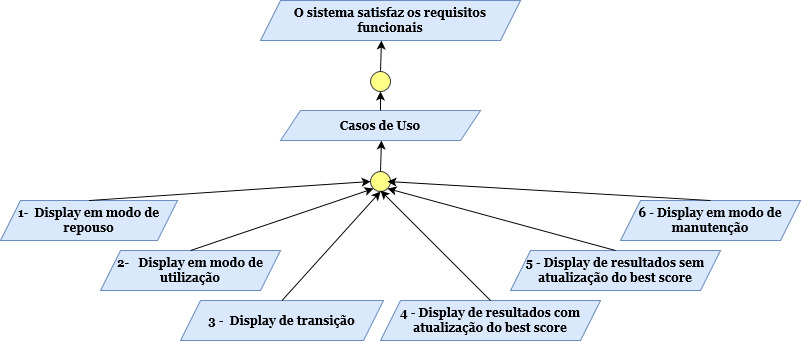 O sistema satisfaz os requisitos
funcionais
Casos de Uso
1- Display em modo de
repouso
2- Display em modo de
utilização
3 - Display de transição
4 - Display de resultados com
atualização do best score
5 - Display de resultados sem
atualização do best score
6 - Display em modo de
manutenção